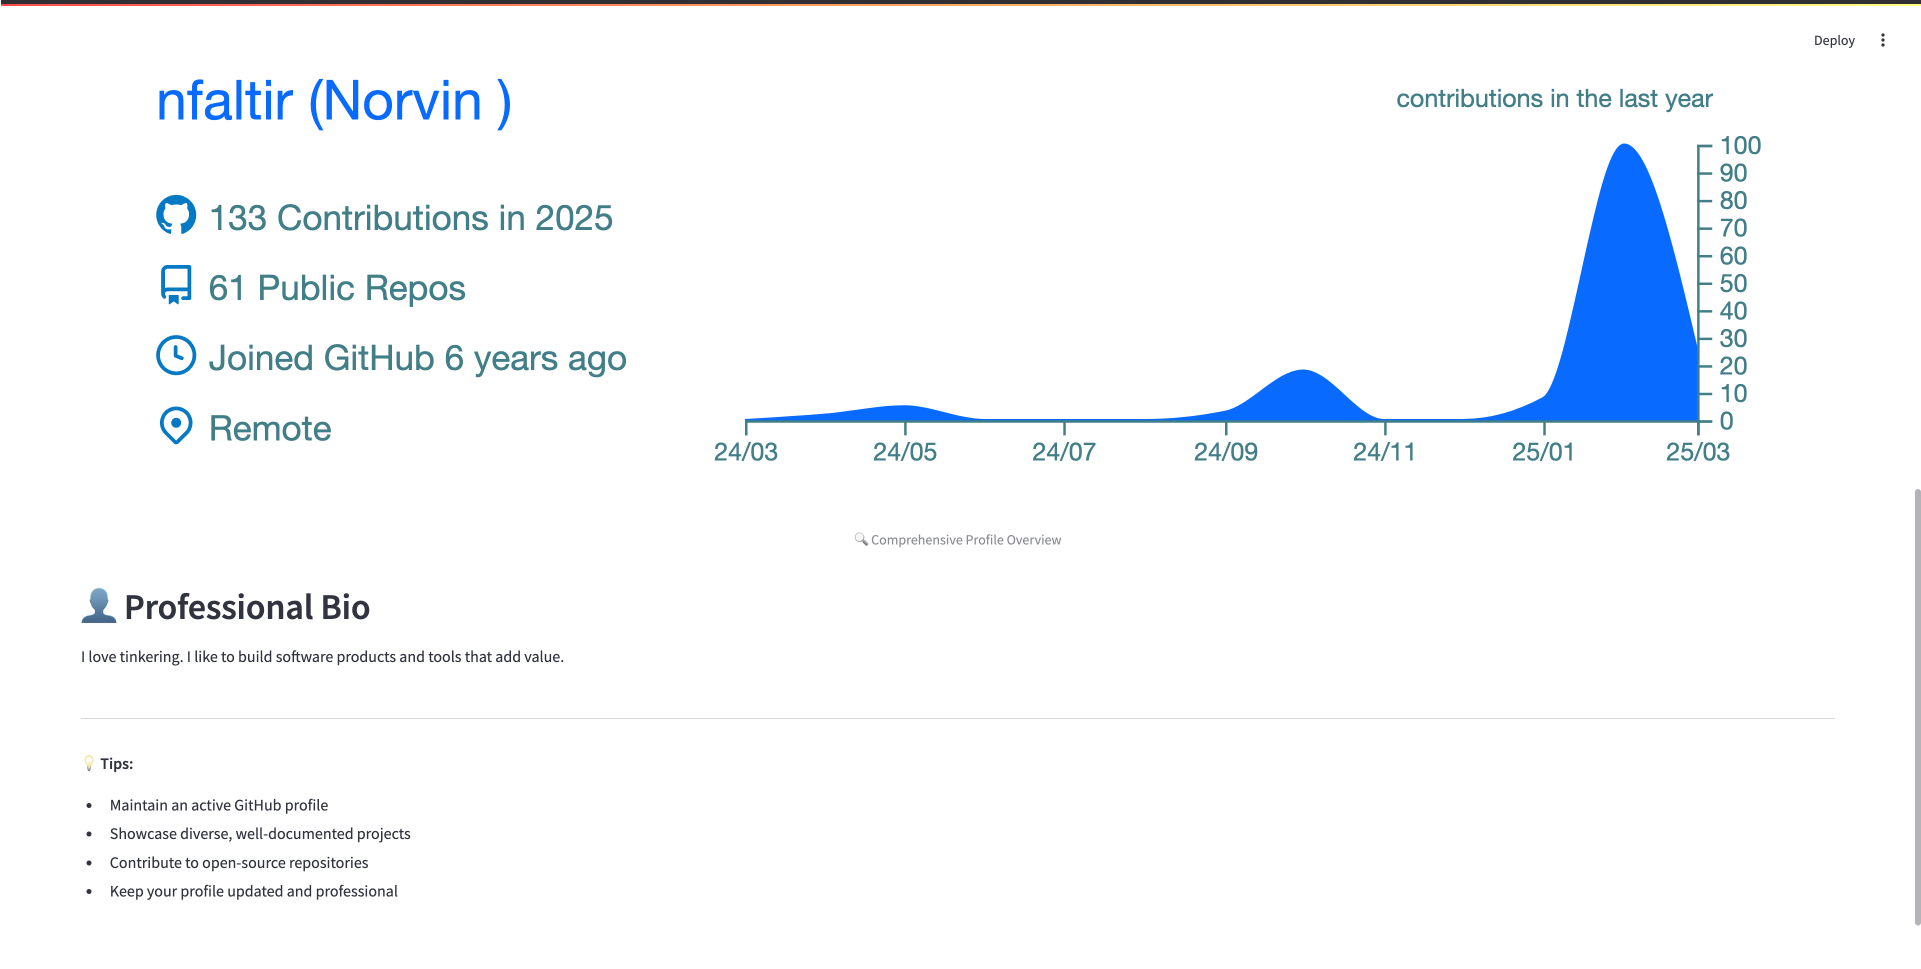 Deploy
nfaltir (Norvin )
133 Contributions in 2025
61 Public Repos
Joined GitHub 6 years ago
Remote
contributions in the last year
100
90
80
70
60
50
40
30
20
10
0
24/03 24/05 24/07 24/09 24/11 25/01 25/03
🔍 Comprehensive Profile Overview
👤 Professional Bio
I love tinkering. I like to build software products and tools that add value.
💡 Tips:
• Maintain an active GitHub profile
• Showcase diverse, well-documented projects
• Contribute to open-source repositories
• Keep your profile updated and professional